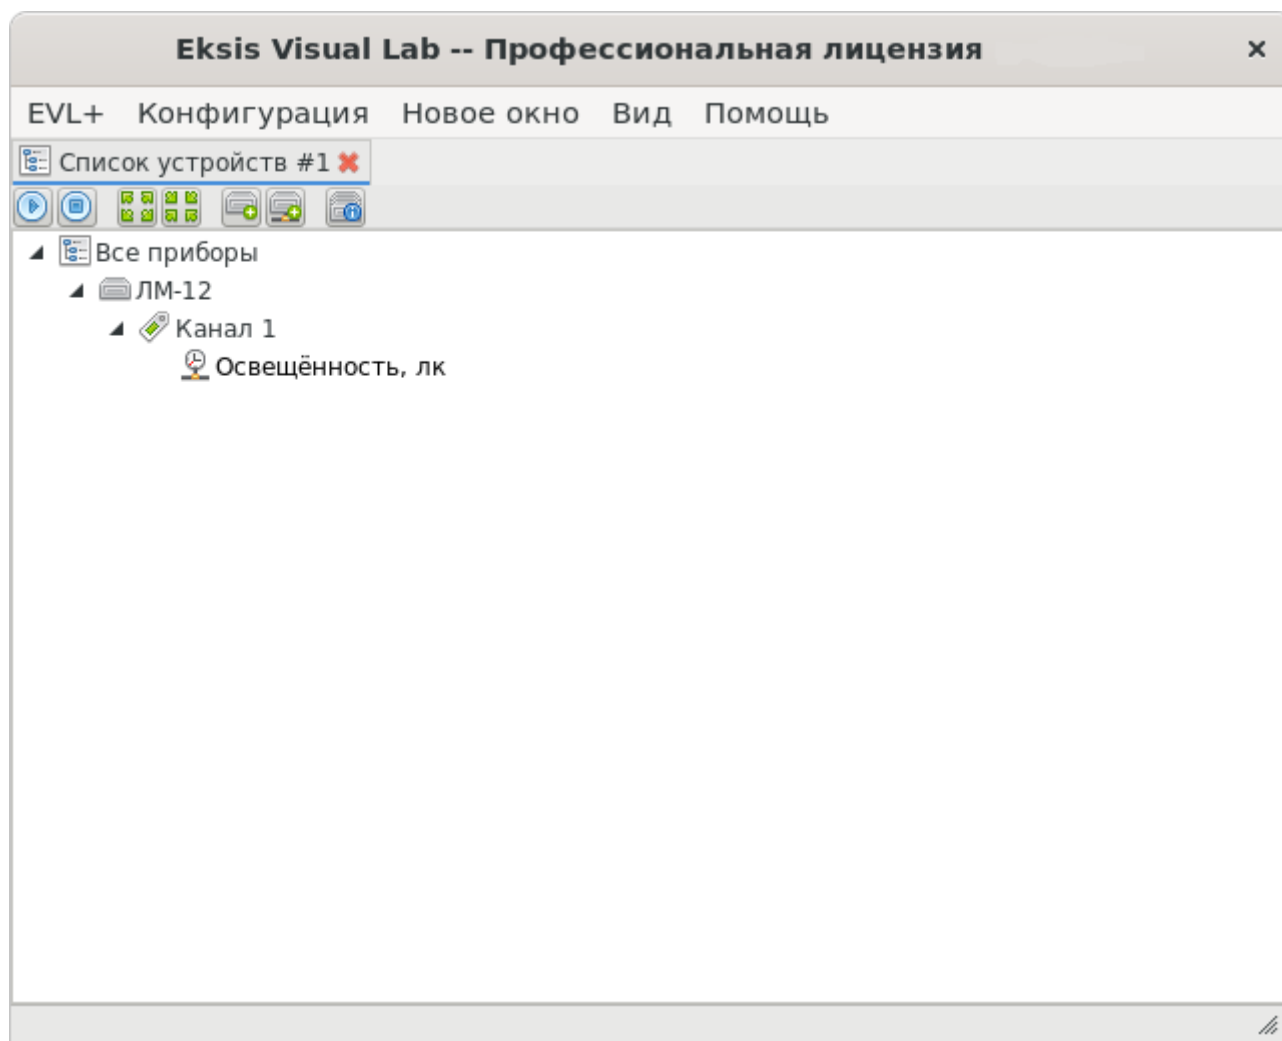 Eksis Visual Lab -- Профессиональная лицензия
EVL+ Конфигурация Новое окно Вид Помощь
Список устройств #1
Все приборы
ЛМ-12
Канал 1
Освещённость, лк